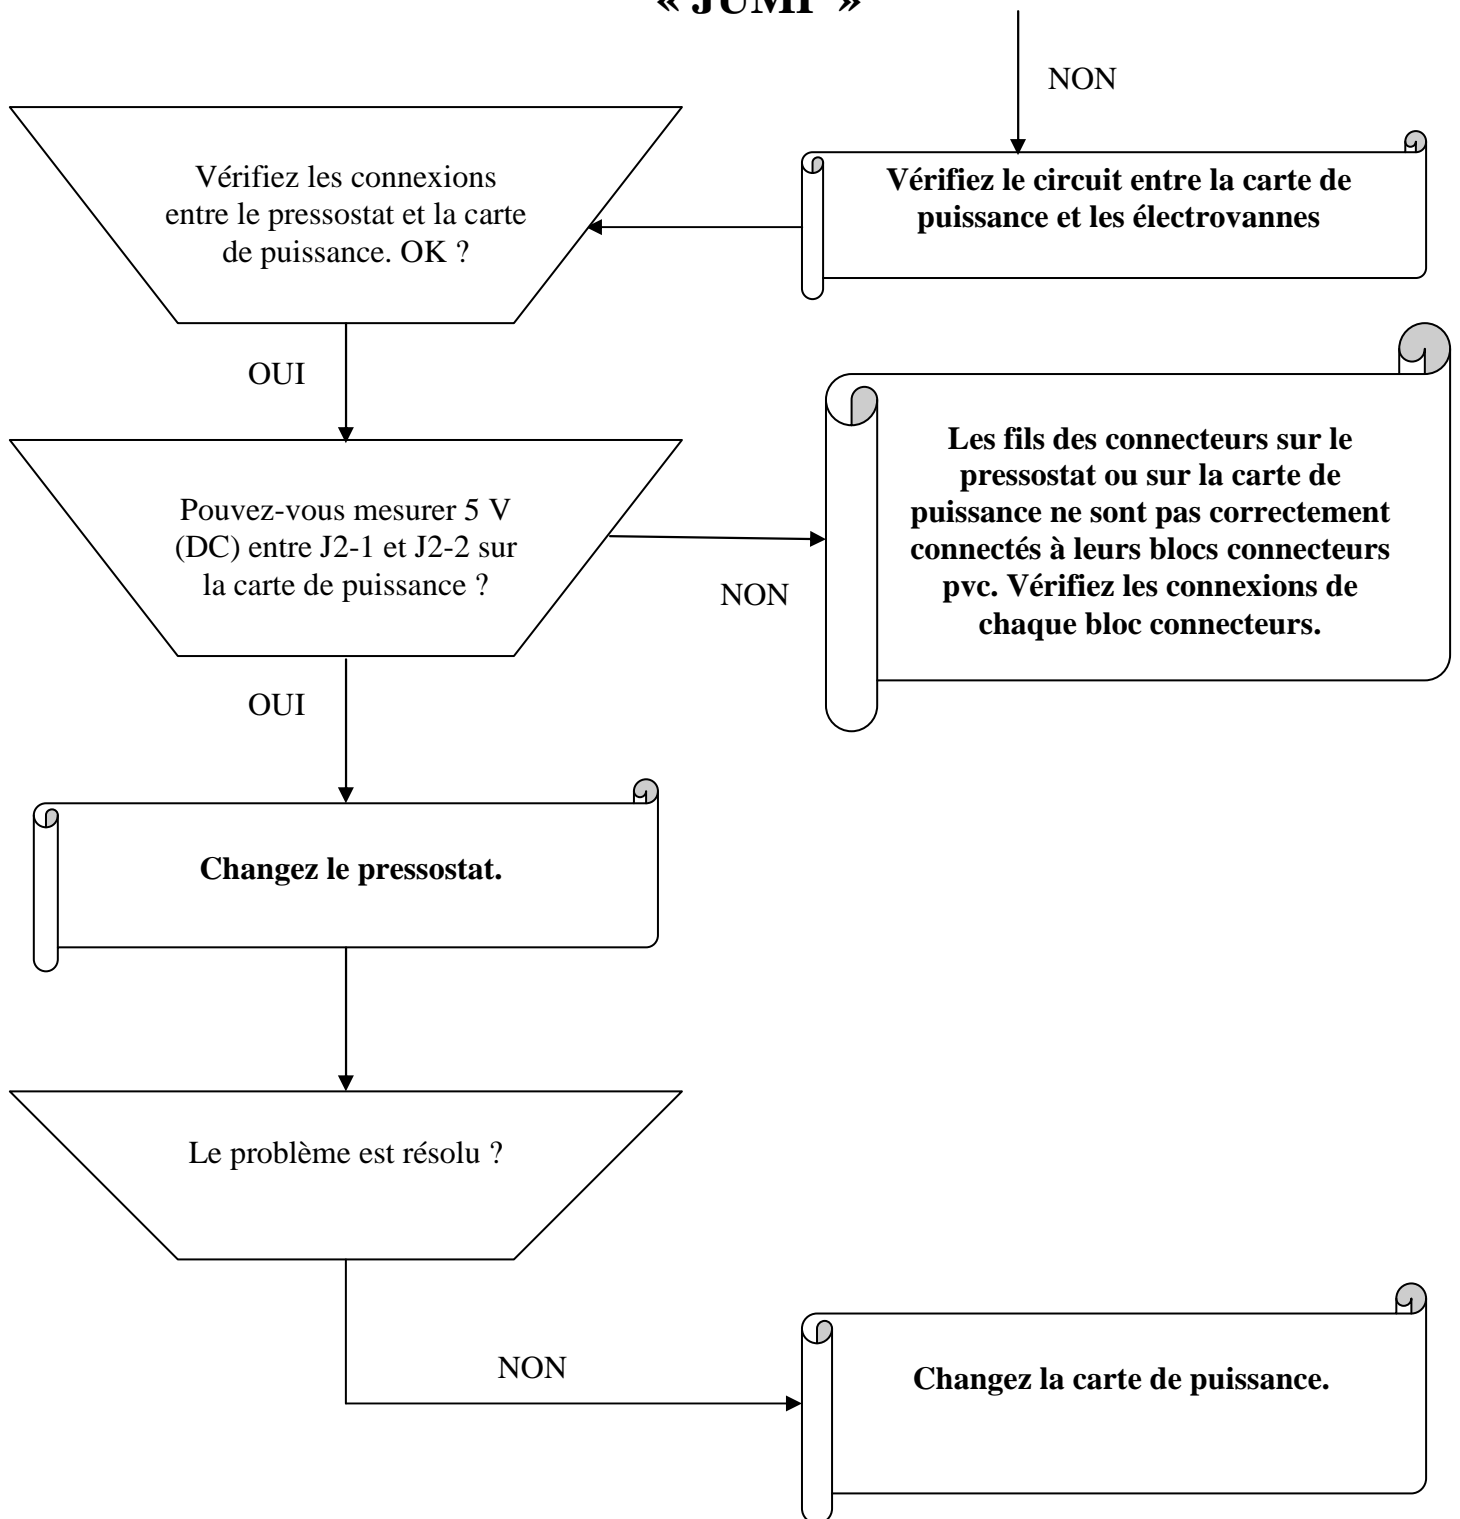 « JUMP »
NON
Vérifiez le circuit entre la carte de
puissance et les électrovannes
Vérifiez les connexions
entre le pressostat et la carte
de puissance. OK ?
OUI
Pouvez-vous mesurer 5 V
(DC) entre J2-1 et J2-2 sur
la carte de puissance ?
NON
Les fils des connecteurs sur le
pressostat ou sur la carte de
puissance ne sont pas correctement
connectés à leurs blocs connecteurs
pvc. Vérifiez les connexions de
chaque bloc connecteurs.
OUI
Changez le pressostat.
Le problème est résolu ?
NON
Changez la carte de puissance.